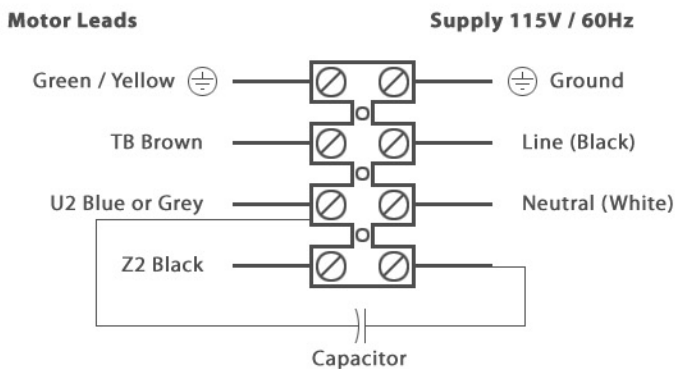 Motor Leads Supply 115V / 60Hz
Green / Yellow Ground
TB Brown Line (Black)
U2 Blue or Grey Neutral (White)
Z2 Black
Capacitor